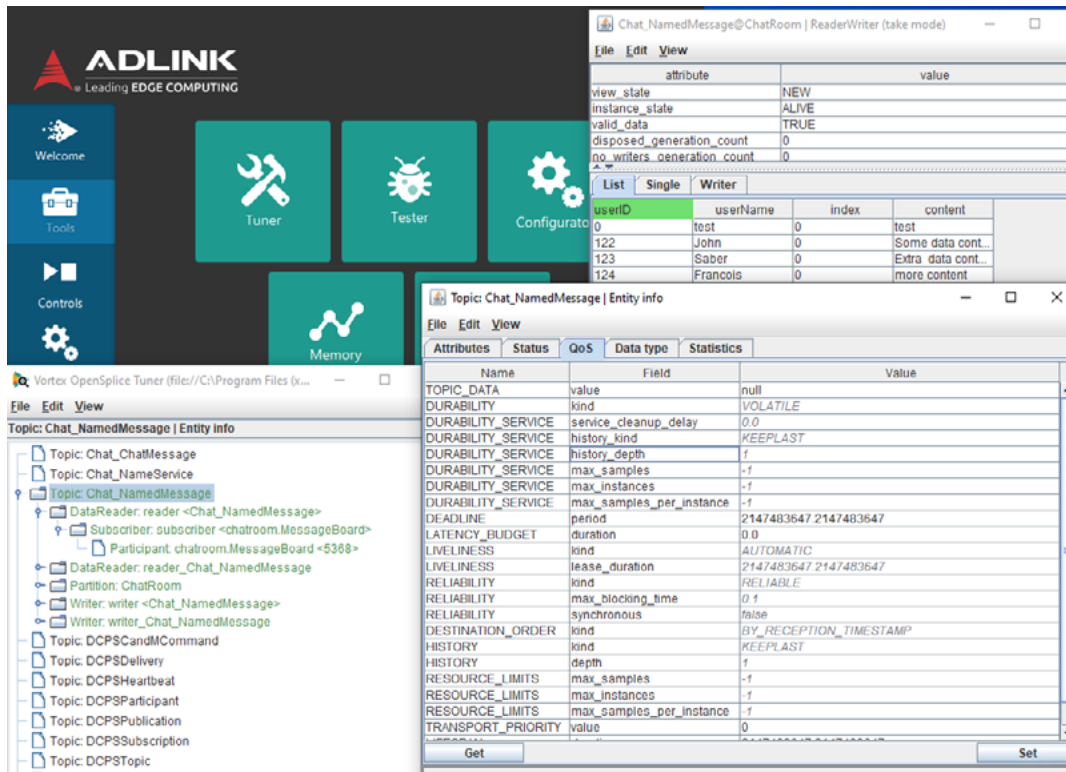 ADLINK
Leading EDGE COMPUTING
Welcome
Tools
Controls
Tuner
Tester
Configurato
Memory
Chat_NamedMessage@ChatRoom | ReaderWriter (take mode)
File Edit View
attribute value
view_state NEW
instance_state ALIVE
valid_data TRUE
disposed_generation_count 0
no_writers_generation_count 0
List Single Writer
userID userName index content
0 test 0 test
122 John 0 Some data cont...
123 Saber 0 Extra data cont...
124 Francois 0 more content
Vortex OpenSplice Tuner (file://C:\Program Files (x...
File Edit View
Topic: Chat_NamedMessage | Entity info
Topic: Chat_ChatMessage
Topic: Chat_NameService
Topic: Chat_NamedMessage
DataReader: reader <Chat_NamedMessage>
Subscriber: subscriber <chatroom.MessageBoard>
Participant: chatroom.MessageBoard <5368>
DataReader: reader_Chat_NamedMessage
Partition: ChatRoom
Writer: writer <Chat_NamedMessage>
Writer: writer_Chat_NamedMessage
Topic: DCPSCandMCommand
Topic: DCPSDelivery
Topic: DCPSHeartbeat
Topic: DCPSParticipant
Topic: DCPSPublication
Topic: DCPSSubscription
Topic: DCPSTopic
Topic: Chat_NamedMessage | Entity info
File Edit View
Attributes Status QoS Data type Statistics
Name Field Value
TOPIC_DATA value null
DURABILITY kind VOLATILE
DURABILITY_SERVICE service_cleanup_delay 0.0
DURABILITY_SERVICE history_kind KEEPLAST
DURABILITY_SERVICE history_depth 1
DURABILITY_SERVICE max_samples -1
DURABILITY_SERVICE max_instances -1
DURABILITY_SERVICE max_samples_per_instance -1
DEADLINE period 2147483647.2147483647
LATENCY_BUDGET duration 0.0
LIVELINESS kind AUTOMATIC
LIVELINESS lease_duration 2147483647.2147483647
RELIABILITY kind RELIABLE
RELIABILITY max_blocking_time 0.1
RELIABILITY synchronous false
DESTINATION_ORDER kind BY_RECEPTION_TIMESTAMP
HISTORY kind KEEPLAST
HISTORY depth 1
RESOURCE_LIMITS max_samples -1
RESOURCE_LIMITS max_instances -1
RESOURCE_LIMITS max_samples_per_instance -1
TRANSPORT_PRIORITY value 0
Get Set